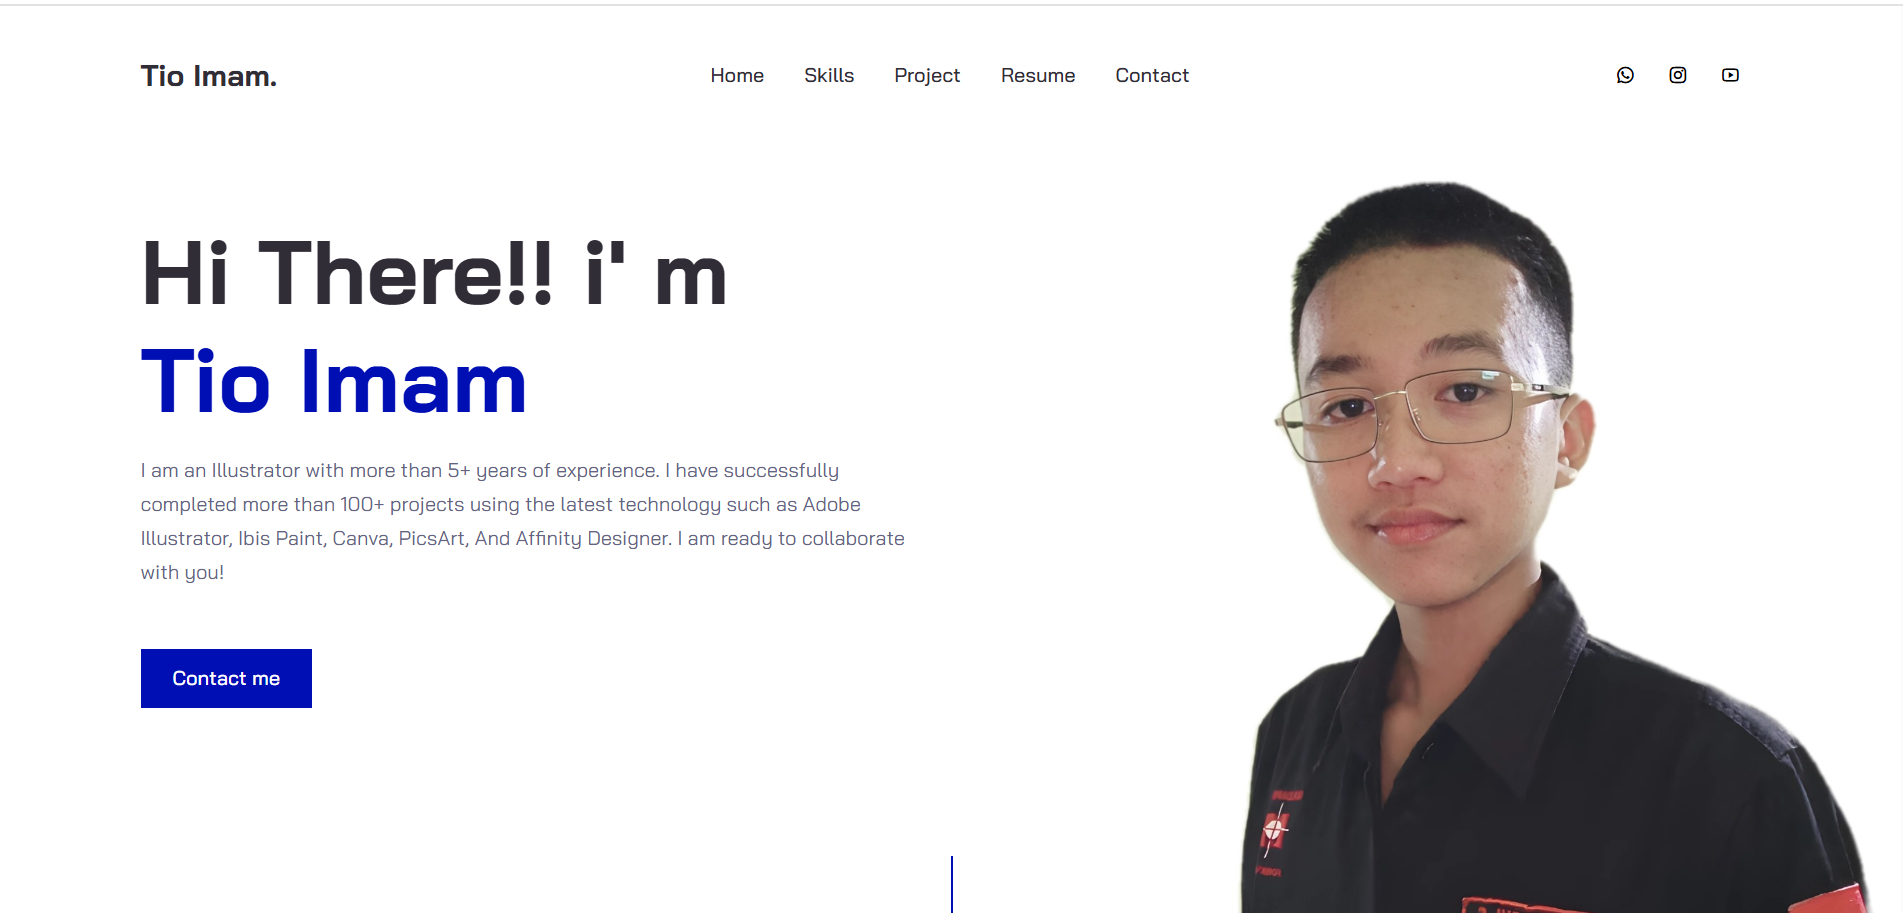 Tio Imam.
Home Skills Project Resume Contact
Hi There!! i' m
Tio Imam
I am an Illustrator with more than 5+ years of experience. I have successfully
completed more than 100+ projects using the latest technology such as Adobe
Illustrator, Ibis Paint, Canva, PicsArt, And Affinity Designer. I am ready to collaborate
with you!
Contact me